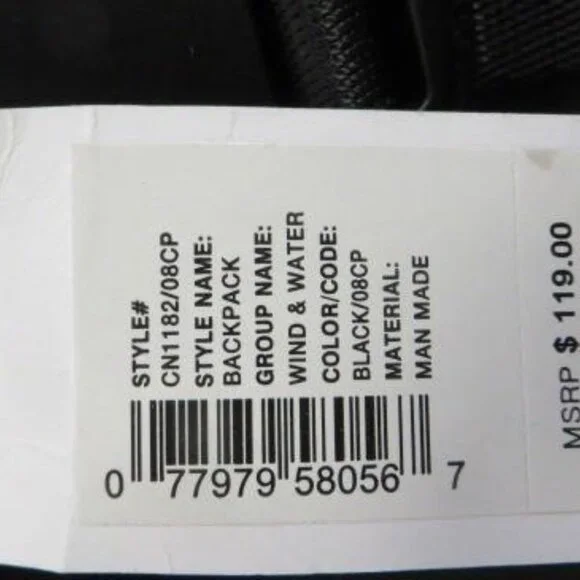 STYLE#
CN1182/08CP
STYLE NAME:
BACKPACK
GROUP NAME:
WIND & WATER
COLOR/CODE:
BLACK/08CP
MATERIAL:
MAN MADE
0 77979 58056 7
MSRP $ 119.00